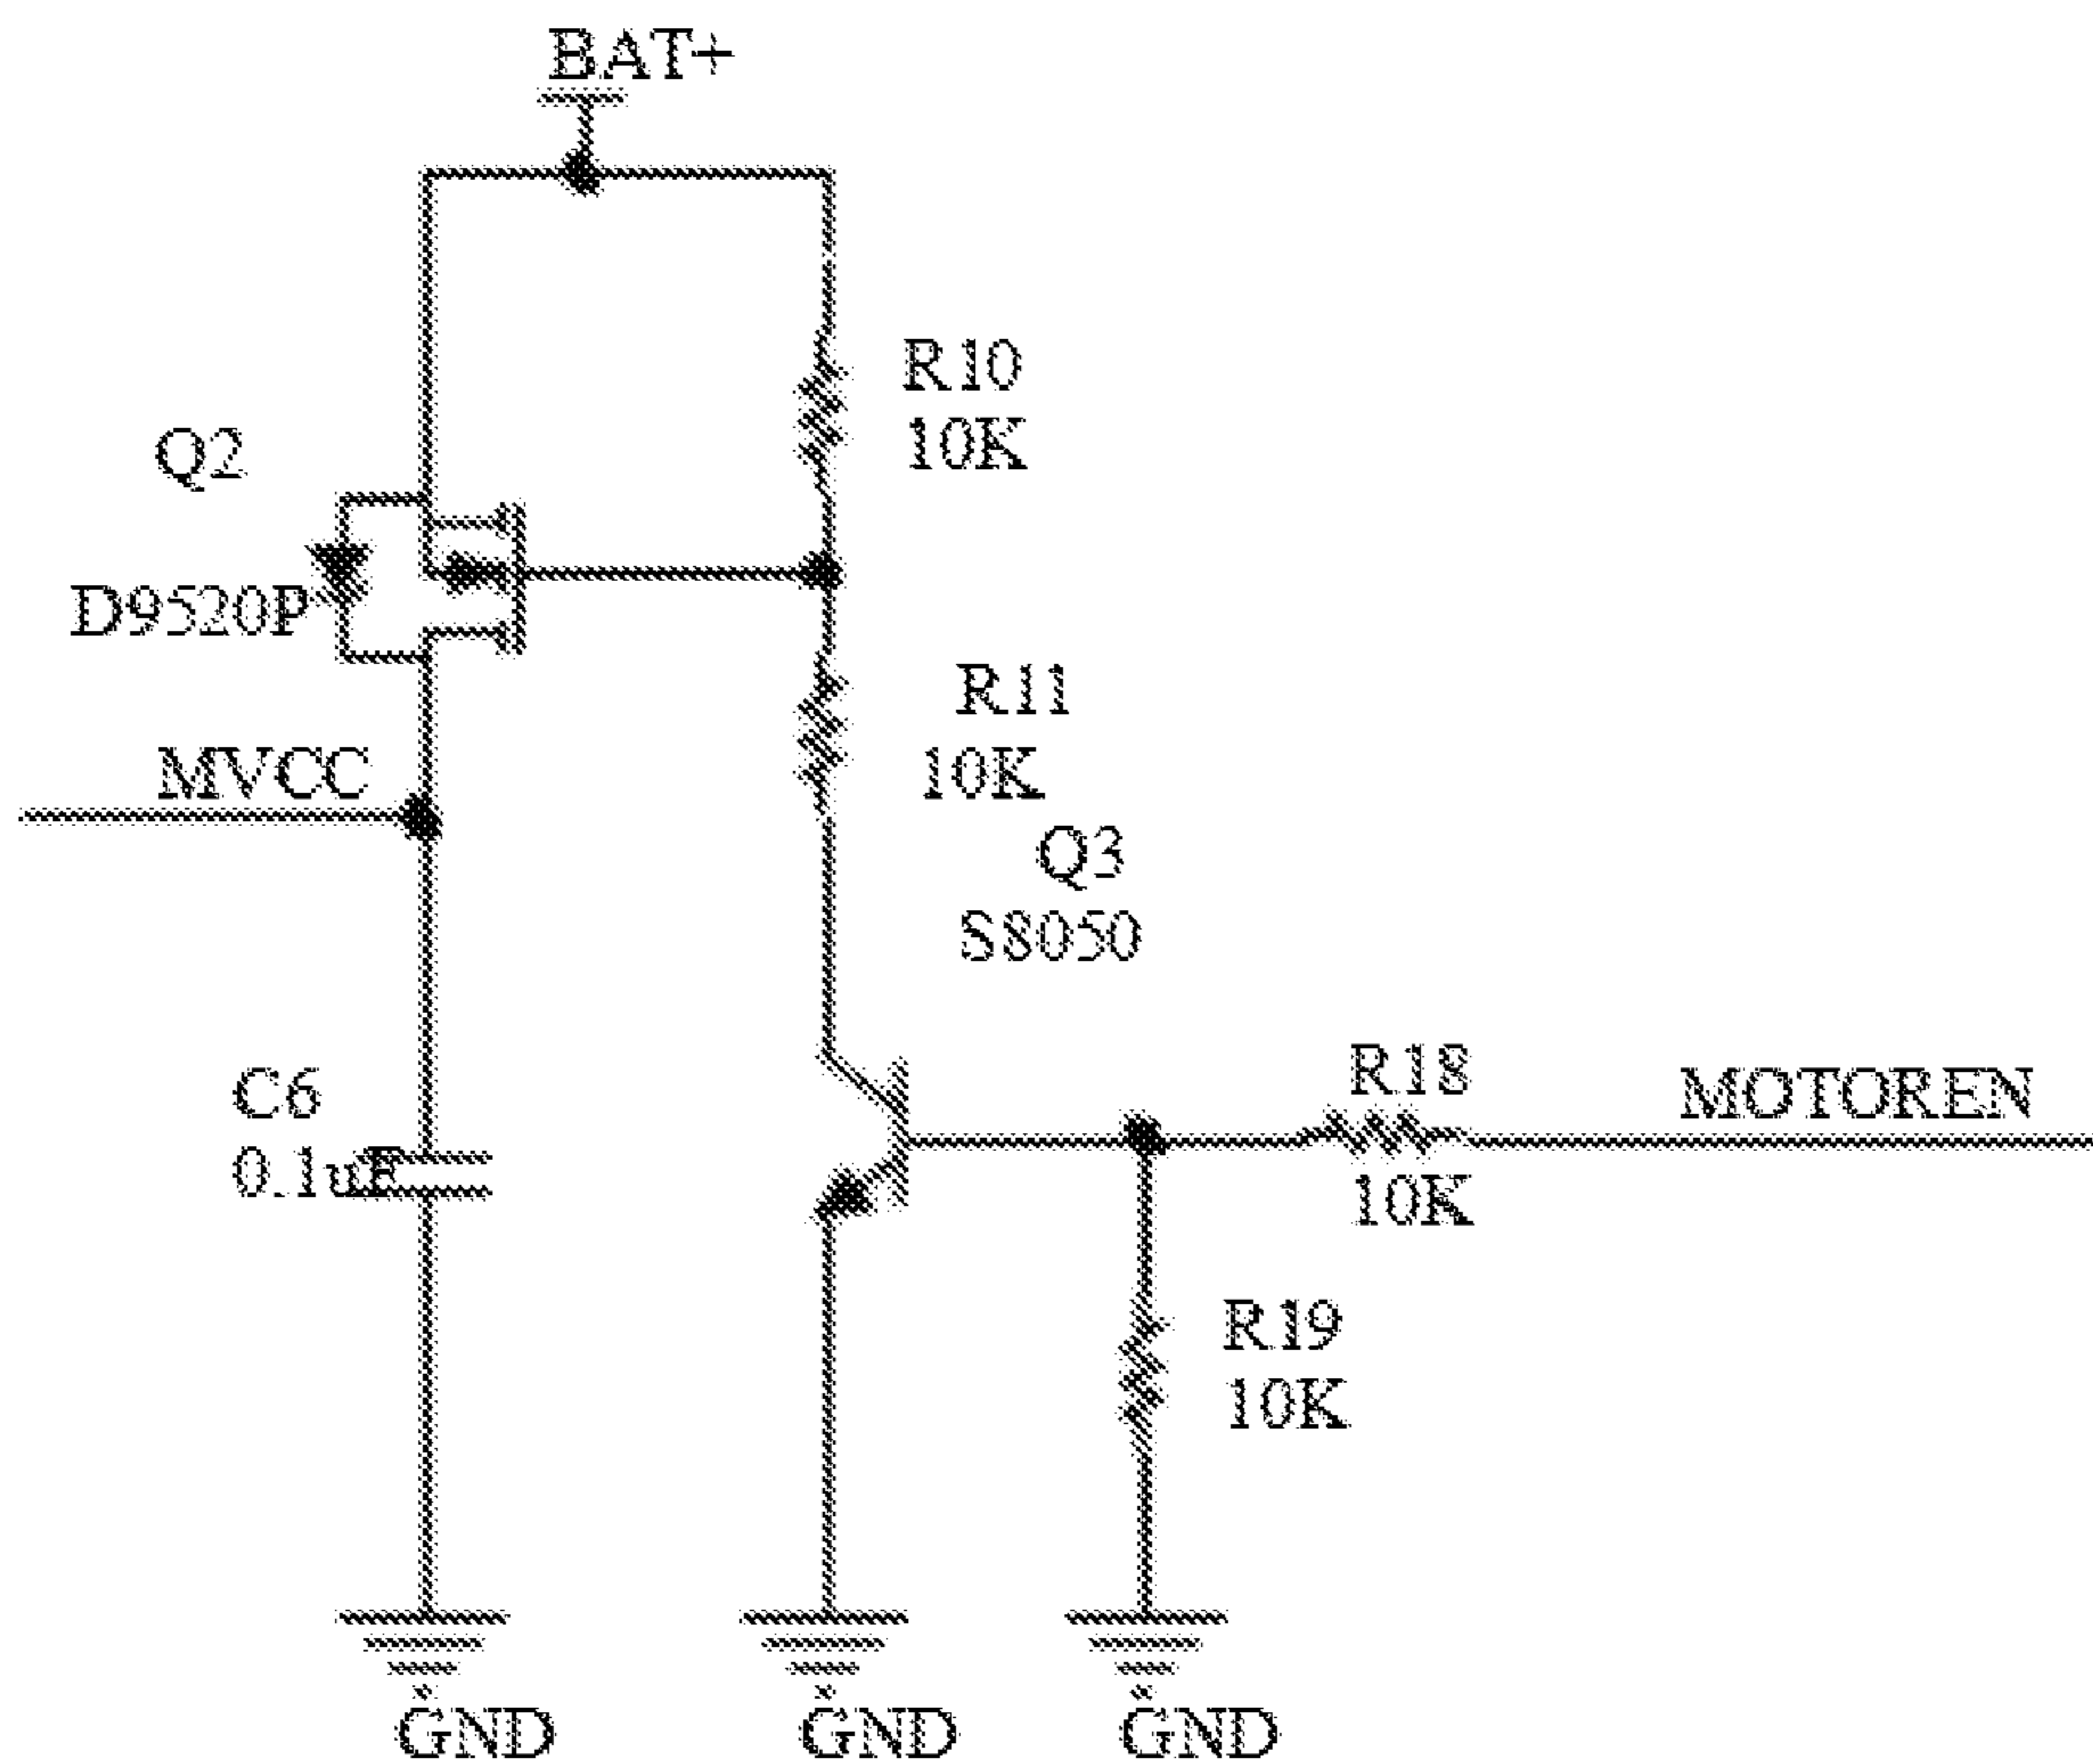 BAT+
R10
10K
Q2
D9520P
R11
10K
MVCC
Q3
S8050
C6
0.1uF
R18
MOTOREN
10K
R19
10K
GND
GND
GND